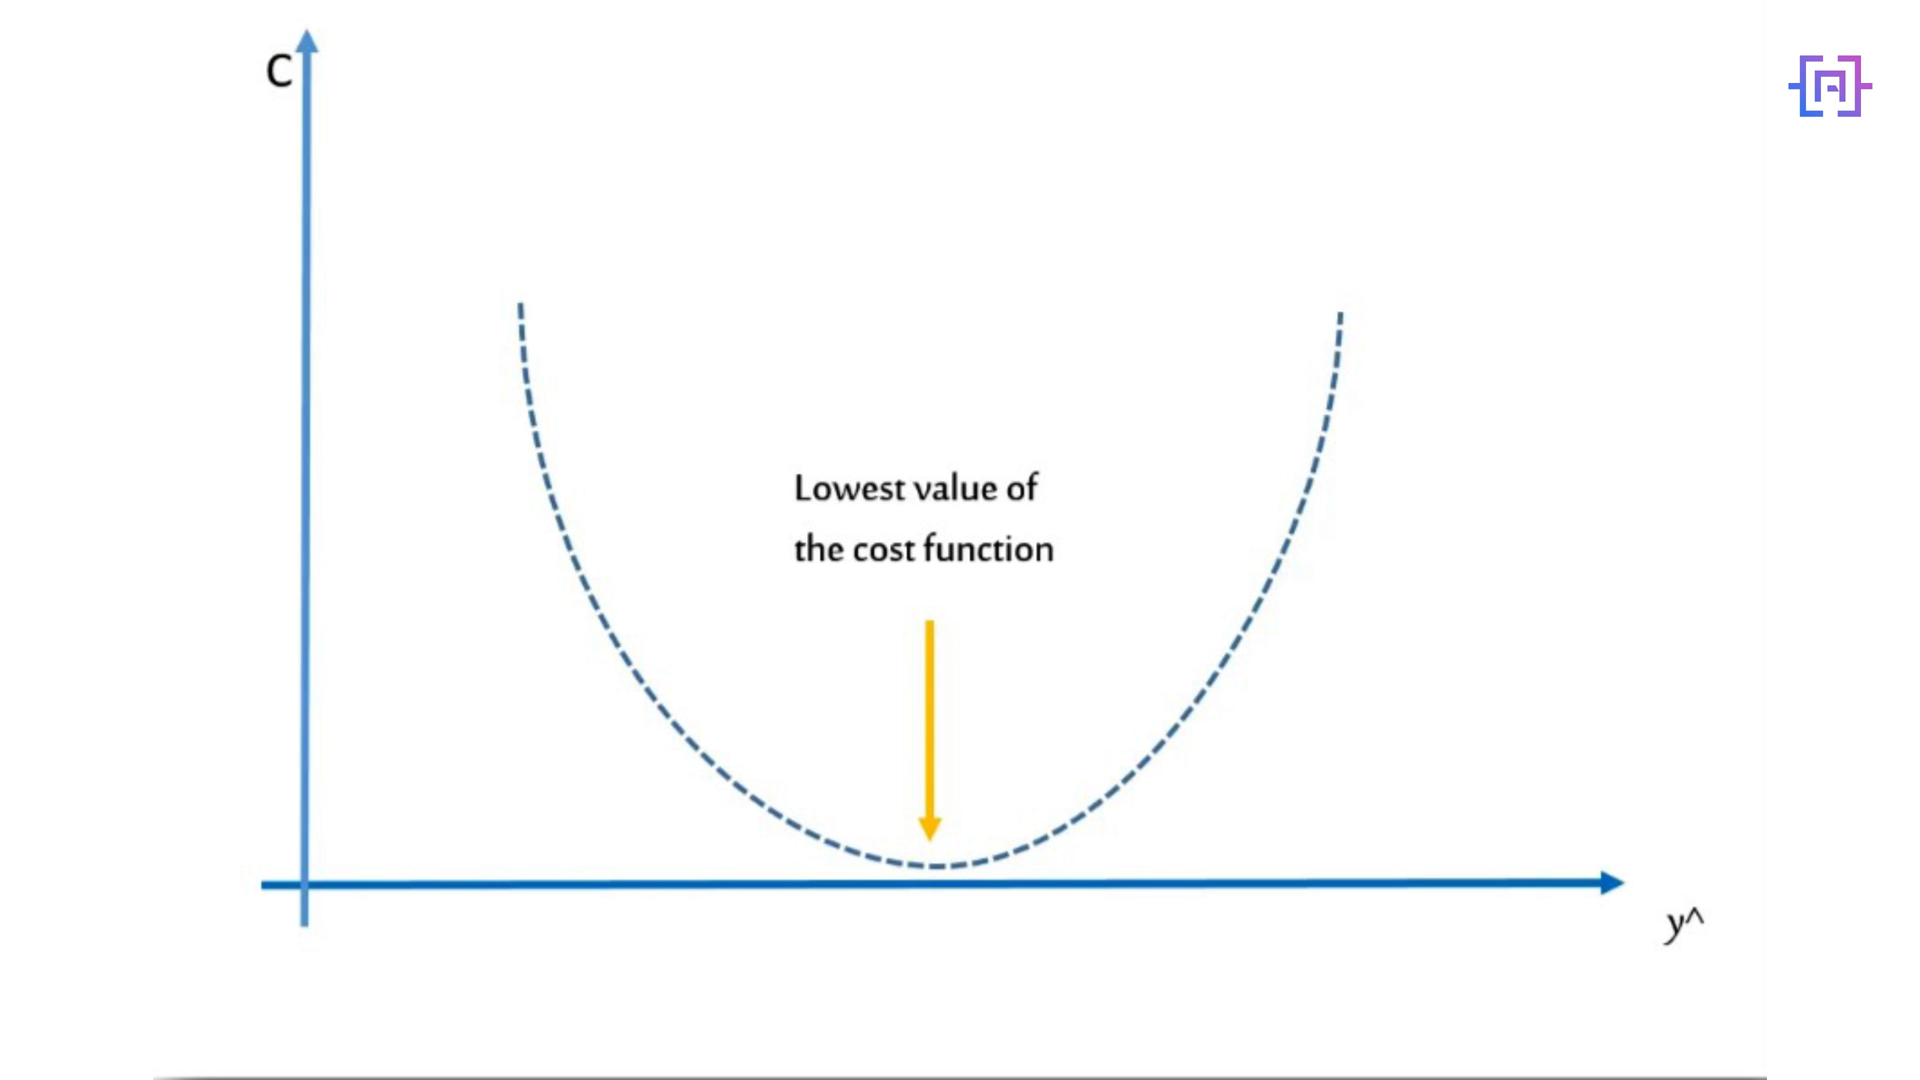 C
Lowest value of
the cost function
y^